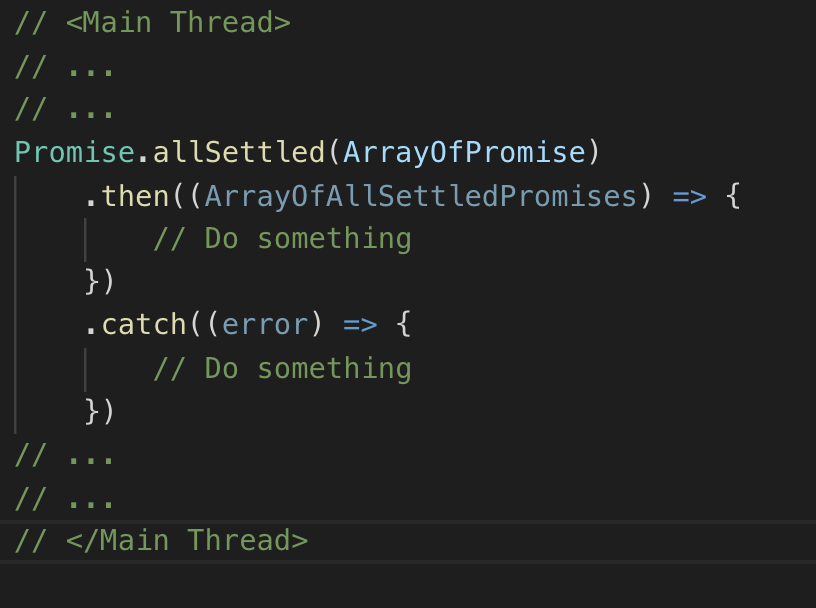 // <Main Thread>
// ...
// ...
Promise.allSettled(ArrayOfPromise)
    .then((ArrayOfAllSettledPromises) => {
        // Do something
    })
    .catch((error) => {
        // Do something
    })
// ...
// ...
// </Main Thread>